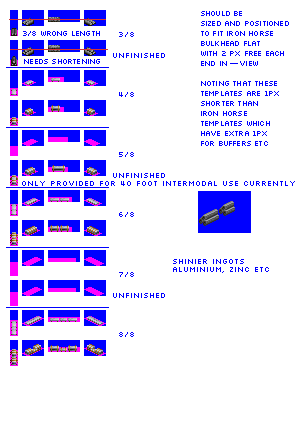 SHOULD BE
SIZED AND POSITIONED
TO FIT IRON HORSE
BULKHEAD FLAT
WITH 2 PX FREE EACH
END IN -- VIEW
3/8 WRONG LENGTH
3/8
UNFINISHED
NEEDS SHORTENING
NOTING THAT THESE
TEMPLATES ARE 1PX
SHORTER THAN
IRON HORSE
TEMPLATES WHICH
HAVE EXTRA 1PX
FOR BUFFERS ETC
4/8
5/8
UNFINISHED
ONLY PROVIDED FOR 40 FOOT INTERMODAL USE CURRENTLY
6/8
SHINIER INGOTS
ALUMINIUM, ZINC ETC
7/8
UNFINISHED
8/8